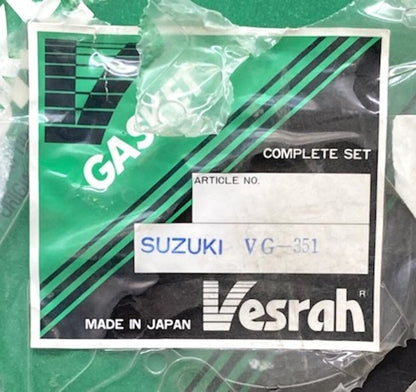 GASKET
COMPLETE SET
ARTICLE NO.
SUZUKI VG-351
MADE IN JAPAN Vesrah R